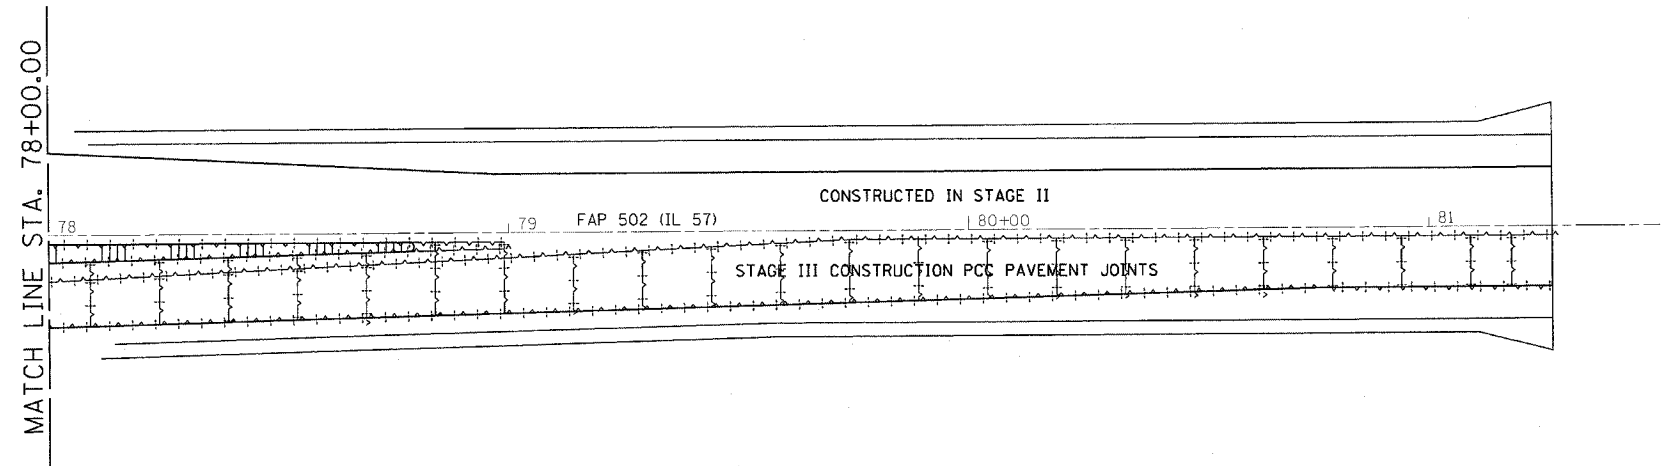 MATCH LINE STA. 78+00.00
CONSTRUCTED IN STAGE II
78
79
FAP 502 (IL 57)
80+00
81
STAGE III CONSTRUCTION PCC PAVEMENT JOINTS